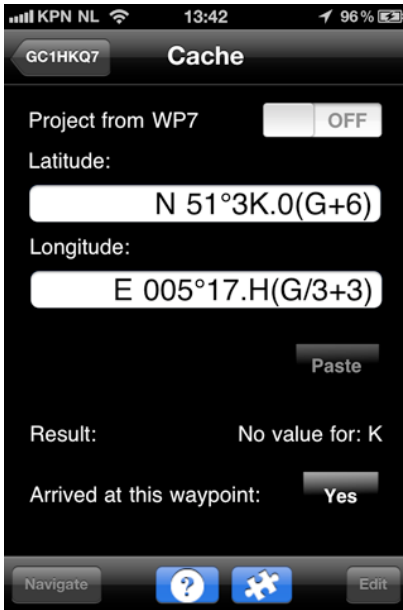 KPN NL 13:42 96%
GC1HKQ7 Cache
Project from WP7 OFF
Latitude:
N 51°3K.0(G+6)
Longitude:
E 005°17.H(G/3+3)
Paste
Result: No value for: K
Arrived at this waypoint: Yes
Navigate ? Edit